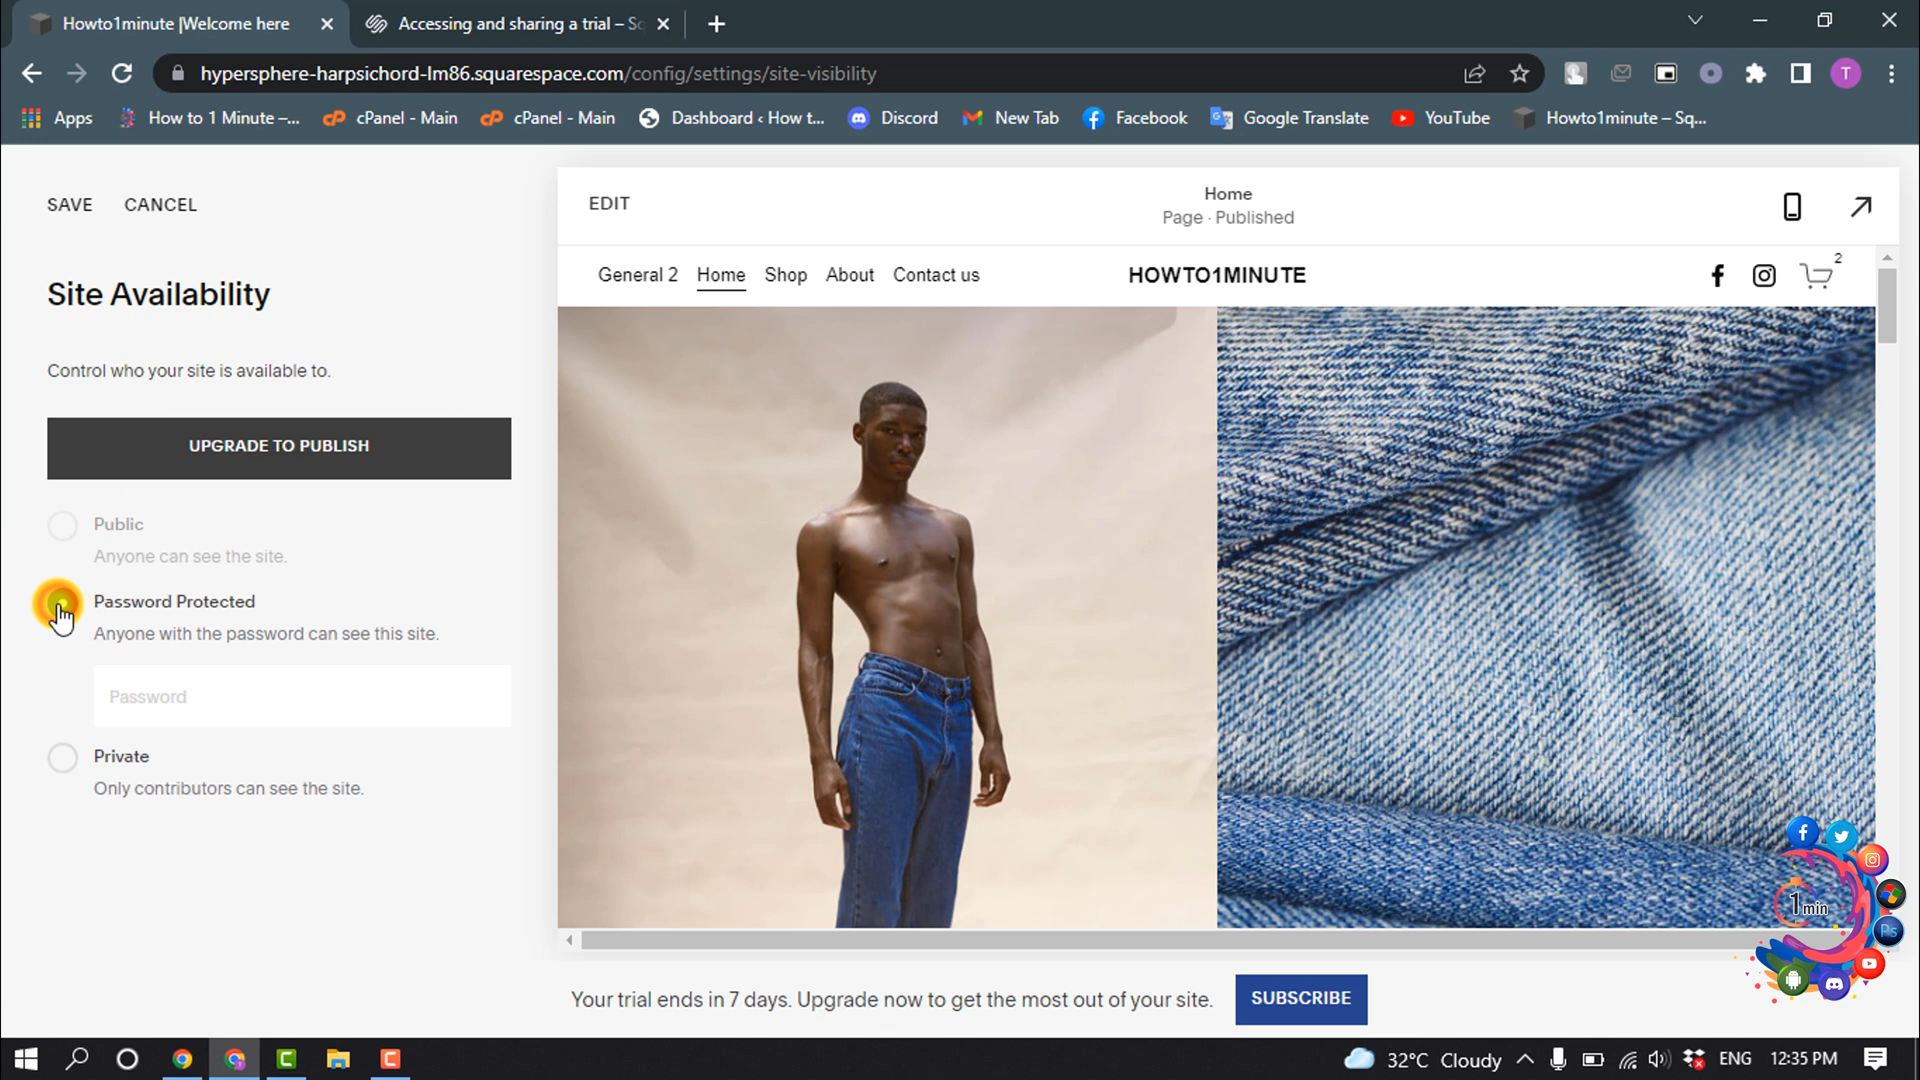 Howto1minute |Welcome here
Accessing and sharing a trial – Sq
hypersphere-harpsichord-lm86.squarespace.com/config/settings/site-visibility
T
Apps
How to 1 Minute –...
cPanel - Main
cPanel - Main
Dashboard ‹ How t...
Discord
New Tab
Facebook
Google Translate
YouTube
Howto1minute – Sq...
SAVE
CANCEL
EDIT
Home
Page · Published
General 2
Home
Shop
About
Contact us
HOWTO1MINUTE
2
Site Availability
Control who your site is available to.
UPGRADE TO PUBLISH
Public
Anyone can see the site.
Password Protected
Anyone with the password can see this site.
Password
Private
Only contributors can see the site.
1 min
Ps
Your trial ends in 7 days. Upgrade now to get the most out of your site.
SUBSCRIBE
32°C Cloudy
ENG
12:35 PM